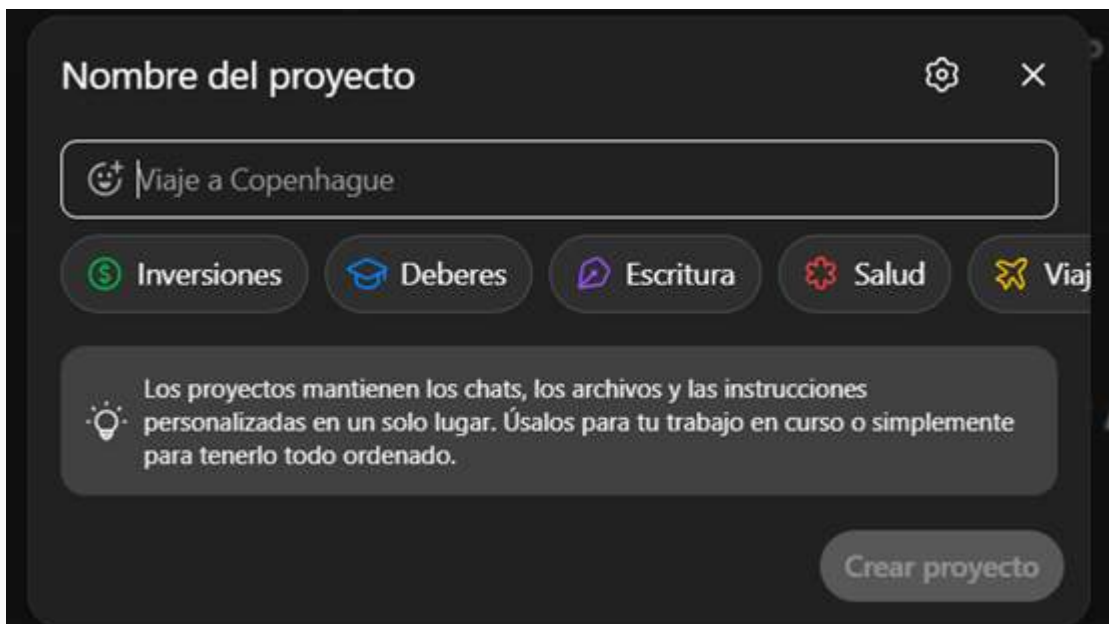 Nombre del proyecto
Viaje a Copenhague
Inversiones Deberes Escritura Salud Viaj
Los proyectos mantienen los chats, los archivos y las instrucciones
personalizadas en un solo lugar. Úsalos para tu trabajo en curso o simplemente
para tenerlo todo ordenado.
Crear proyecto